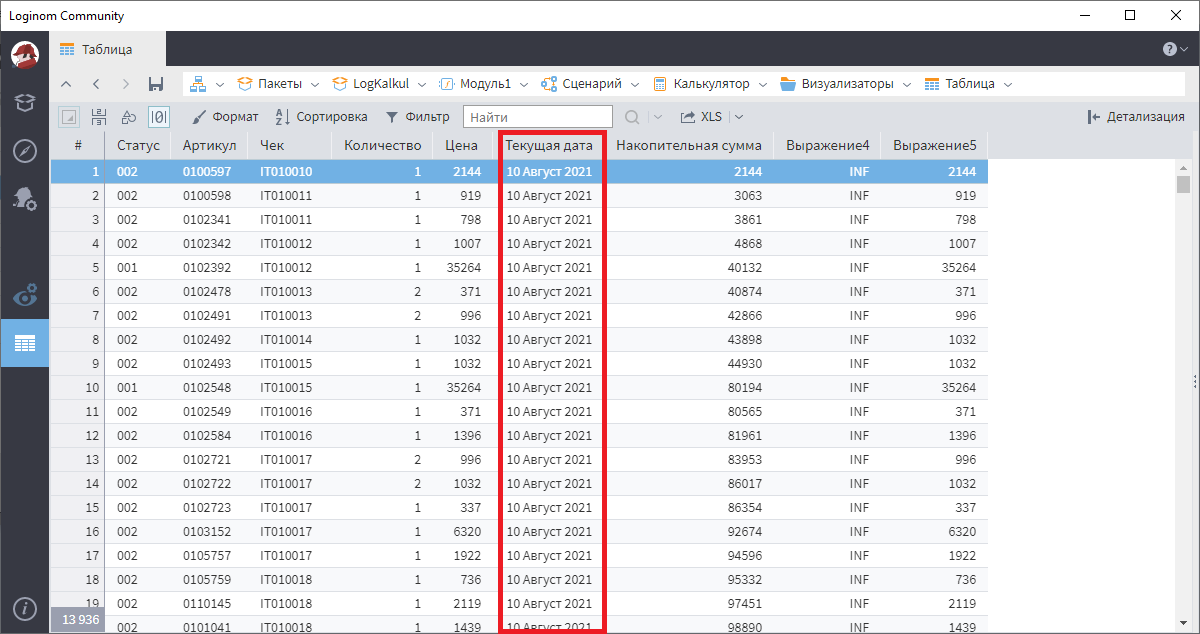 Loginom Community
Таблица
Пакеты LogKalkul Модуль1 Сценарий Калькулятор Визуализаторы Таблица
Формат Сортировка Фильтр Найти XLS Детализация
# Статус Артикул Чек Количество Цена Текущая дата Накопительная сумма Выражение4 Выражение5
1 002 0100597 IT010010 1 2144 10 Август 2021 2144 INF 2144
2 002 0100598 IT010011 1 919 10 Август 2021 3063 INF 919
3 002 0102341 IT010011 1 798 10 Август 2021 3861 INF 798
4 002 0102342 IT010012 1 1007 10 Август 2021 4868 INF 1007
5 001 0102392 IT010012 1 35264 10 Август 2021 40132 INF 35264
6 002 0102478 IT010013 2 371 10 Август 2021 40874 INF 371
7 002 0102491 IT010013 2 996 10 Август 2021 42866 INF 996
8 002 0102492 IT010014 1 1032 10 Август 2021 43898 INF 1032
9 002 0102493 IT010015 1 1032 10 Август 2021 44930 INF 1032
10 001 0102548 IT010015 1 35264 10 Август 2021 80194 INF 35264
11 002 0102549 IT010016 1 371 10 Август 2021 80565 INF 371
12 002 0102584 IT010016 1 1396 10 Август 2021 81961 INF 1396
13 002 0102721 IT010017 2 996 10 Август 2021 83953 INF 996
14 002 0102722 IT010017 2 1032 10 Август 2021 86017 INF 1032
15 002 0102723 IT010017 1 337 10 Август 2021 86354 INF 337
16 002 0103152 IT010017 1 6320 10 Август 2021 92674 INF 6320
17 002 0105757 IT010017 1 1922 10 Август 2021 94596 INF 1922
18 002 0105759 IT010018 1 736 10 Август 2021 95332 INF 736
19 002 0110145 IT010018 1 2119 10 Август 2021 97451 INF 2119
13 936 002 0101041 IT010018 1 1439 10 Август 2021 98890 INF 1439